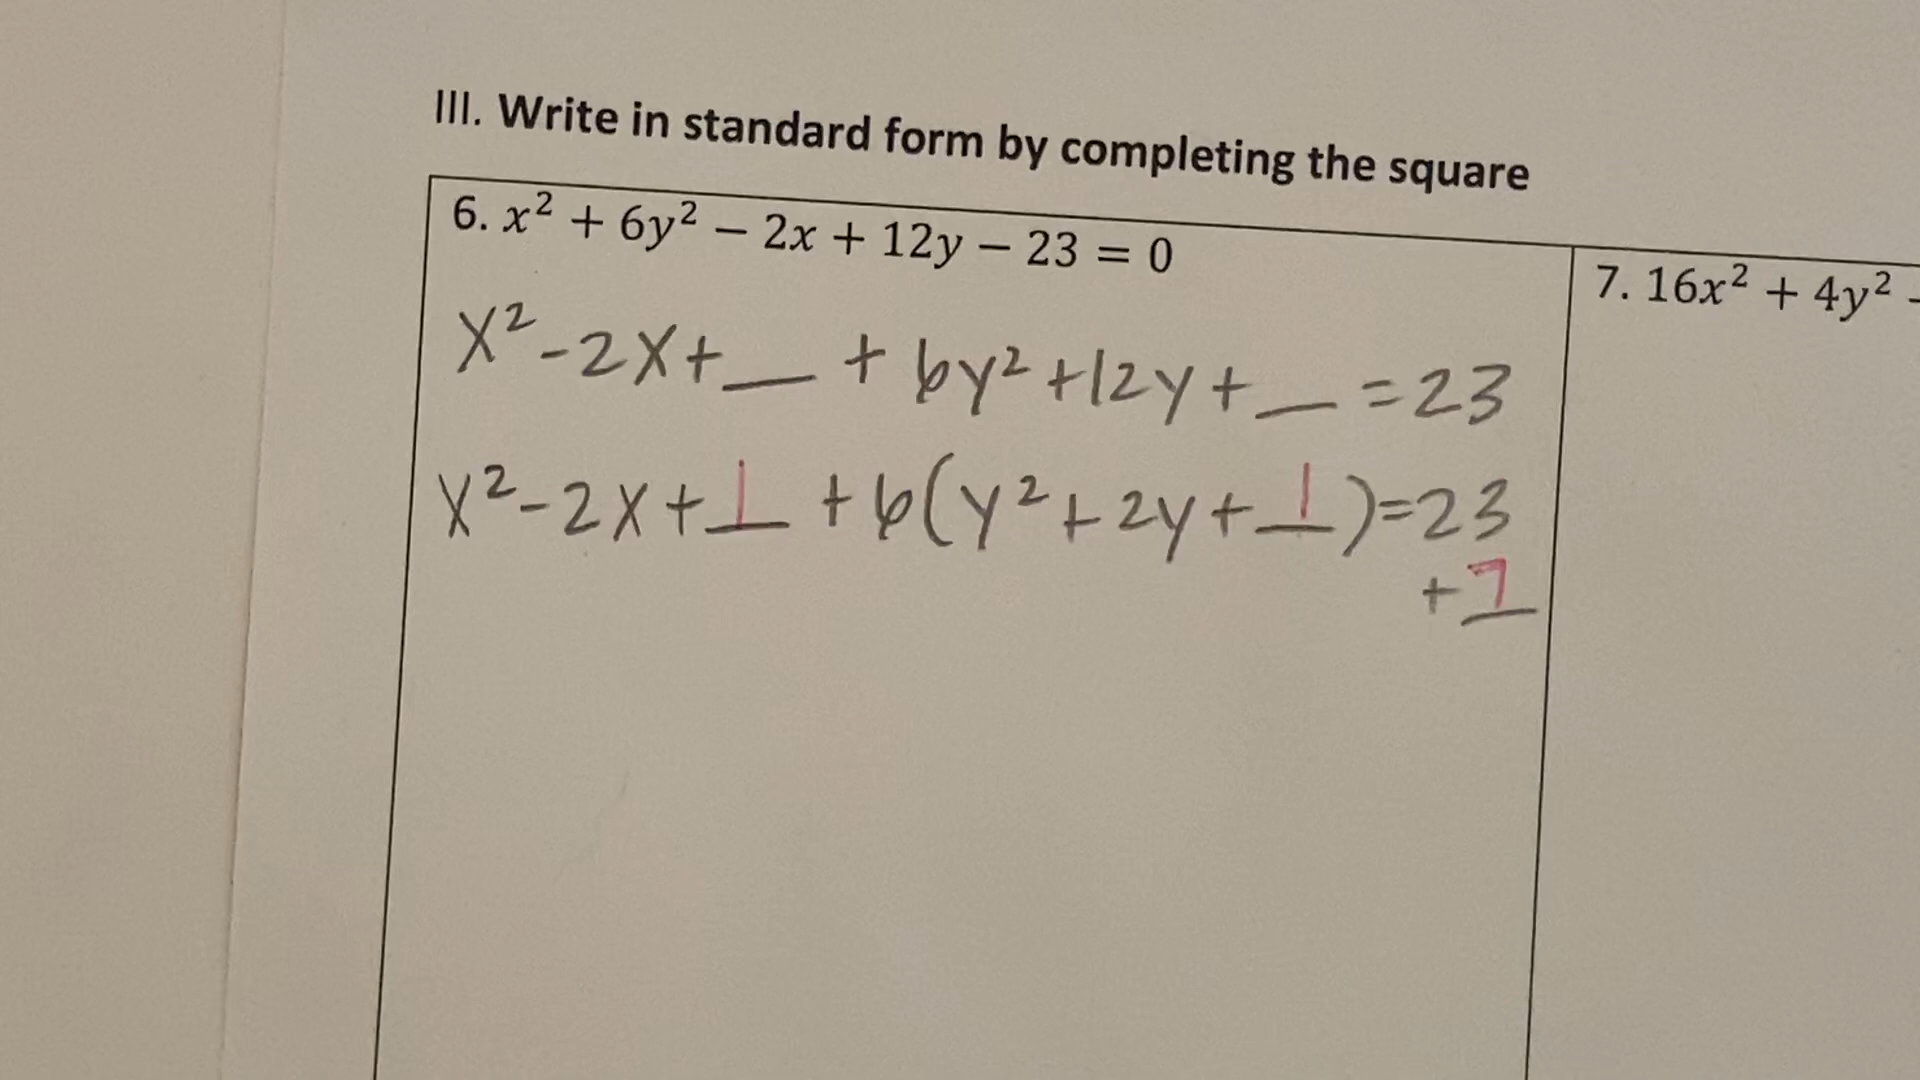 III. Write in standard form by completing the square
6. x² + 6y² − 2x + 12y − 23 = 0
7. 16x² + 4y² -
x² - 2x + __ + 6y² + 12y + __ = 23
x² - 2x + 1 + 6(y² + 2y + 1) = 23
+ 7